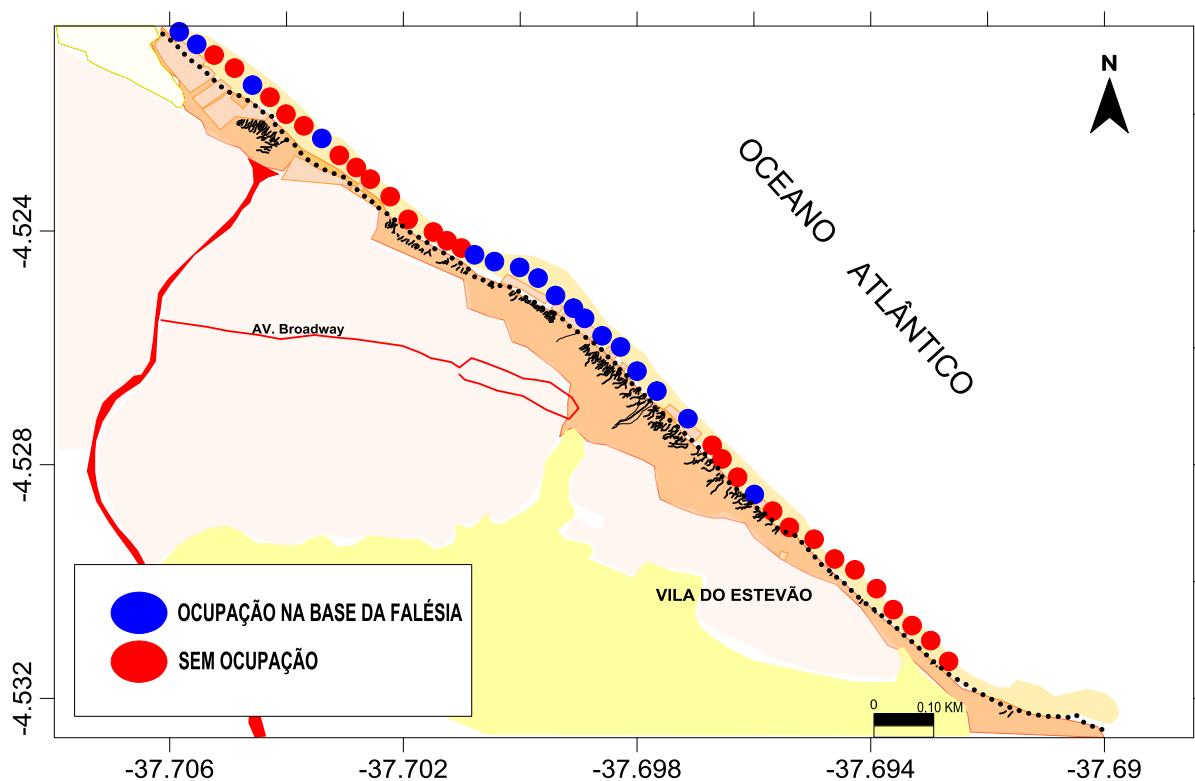 N
OCEANO ATLÂNTICO
-4.524
-4.528
-4.532
AV. Broadway
VILA DO ESTEVÃO
OCUPAÇÃO NA BASE DA FALÉSIA
SEM OCUPAÇÃO
0 0.10 KM
-37.706 -37.702 -37.698 -37.694 -37.69